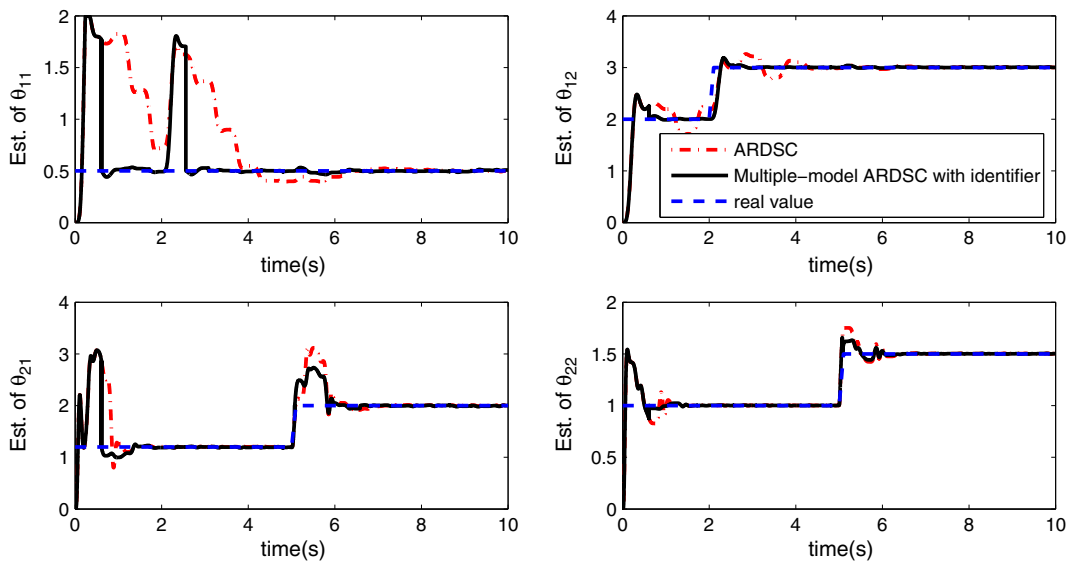 2
1.5
1
0.5
0
Est. of θ11
0 2 4 6 8 10
time(s)
4
3
2
1
0
Est. of θ12
0 2 4 6 8 10
time(s)
ARDSC
Multiple−model ARDSC with identifier
real value
4
3
2
1
0
Est. of θ21
0 2 4 6 8 10
time(s)
2
1.5
1
0.5
0
Est. of θ22
0 2 4 6 8 10
time(s)